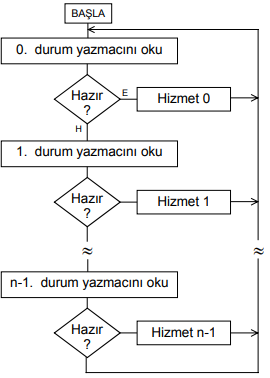 BAŞLA
0. durum yazmacını oku
Hazır
?
E
Hizmet 0
H
1. durum yazmacını oku
Hazır
?
Hizmet 1
≈
≈
n-1. durum yazmacını oku
Hazır
?
Hizmet n-1